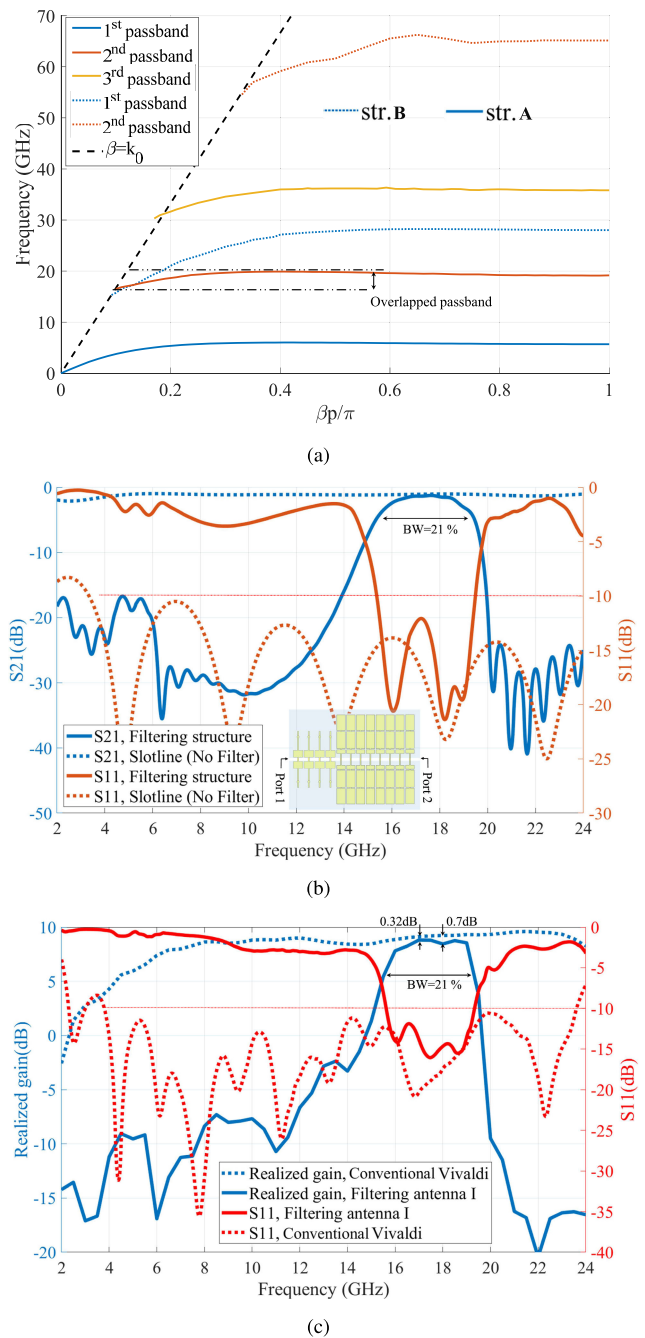 70
60
50
40
30
20
10
0
Frequency (GHz)
1st passband
2nd passband
3rd passband
1st passband
2nd passband
β=k0
str.B
str.A
Overlapped passband
0
0.2
0.4
0.6
0.8
1
βp/π
(a)
0
-10
-20
-30
-40
-50
S21(dB)
0
-5
-10
-15
-20
-25
-30
S11(dB)
BW=21 %
S21, Filtering structure
S21, Slotline (No Filter)
S11, Filtering structure
S11, Slotline (No Filter)
Port 1
Port 2
2
4
6
8
10
12
14
16
18
20
22
24
Frequency (GHz)
(b)
10
5
0
-5
-10
-15
-20
Realized gain(dB)
0
-5
-10
-15
-20
-25
-30
-35
-40
S11(dB)
0.32dB
0.7dB
BW=21 %
Realized gain, Conventional Vivaldi
Realized gain, Filtering antenna I
S11, Filtering antenna I
S11, Conventional Vivaldi
2
4
6
8
10
12
14
16
18
20
22
24
Frequency (GHz)
(c)